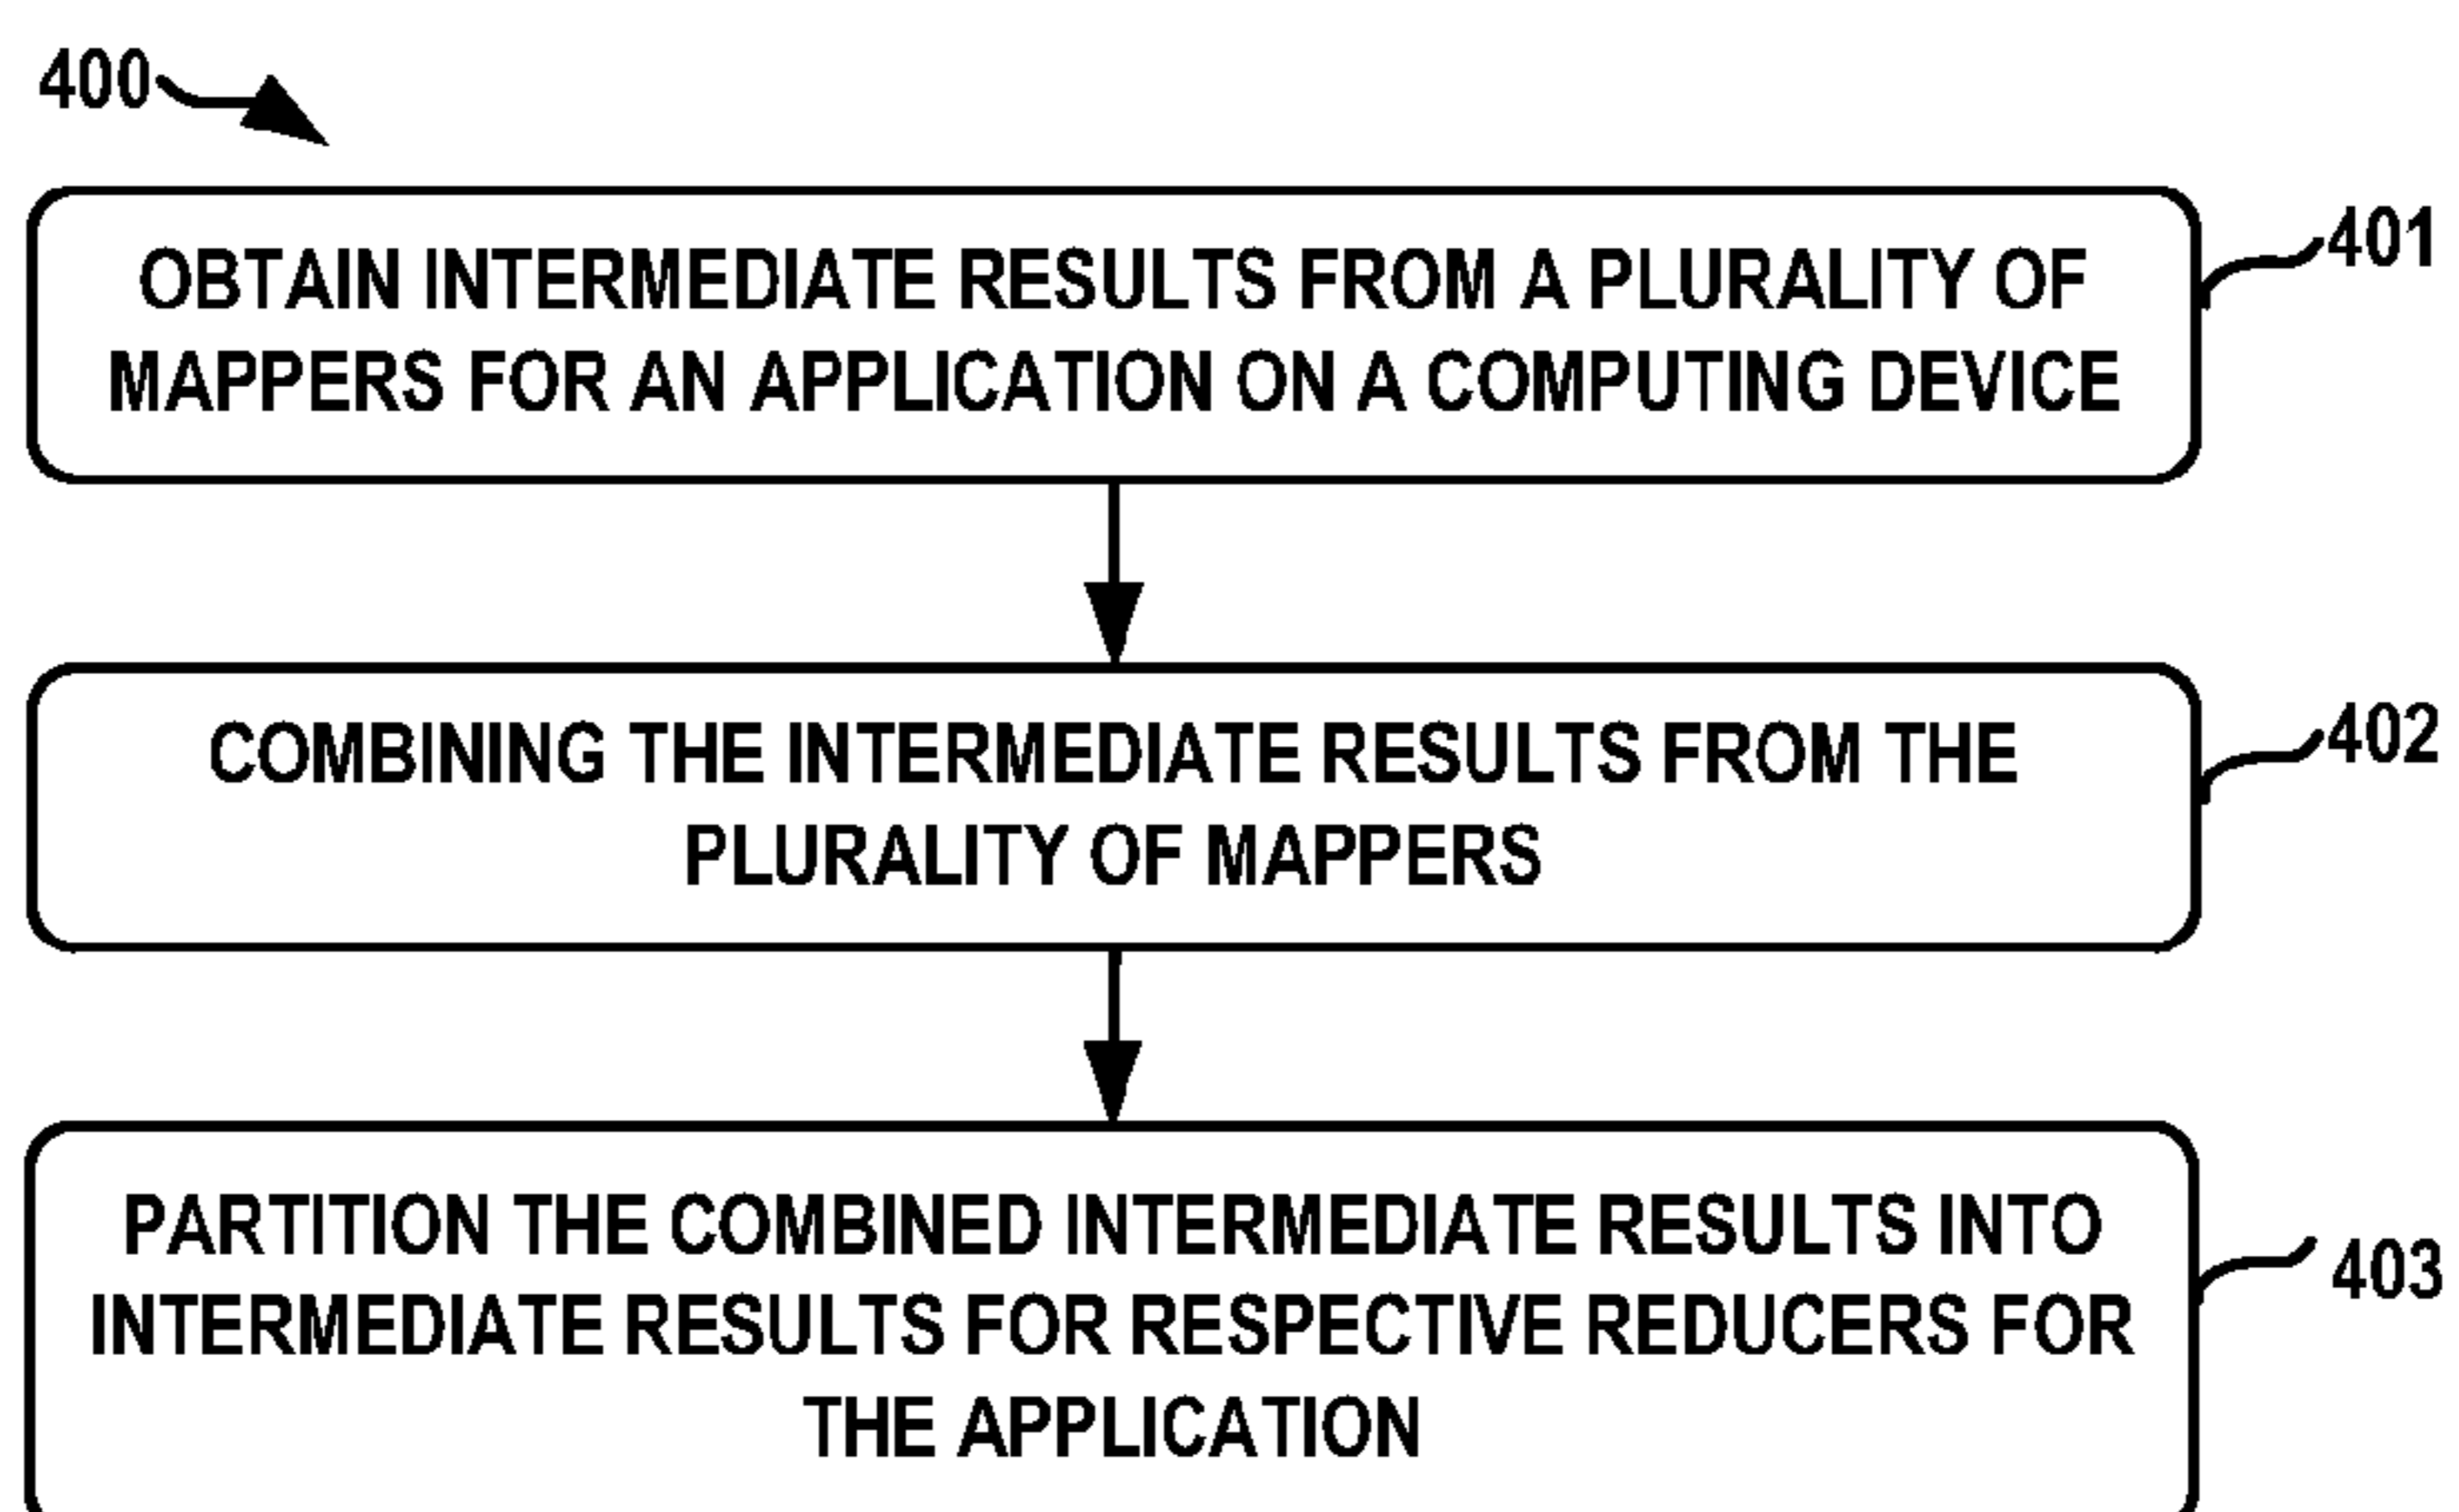 400
OBTAIN INTERMEDIATE RESULTS FROM A PLURALITY OF
MAPPERS FOR AN APPLICATION ON A COMPUTING DEVICE
401
COMBINING THE INTERMEDIATE RESULTS FROM THE
PLURALITY OF MAPPERS
402
PARTITION THE COMBINED INTERMEDIATE RESULTS INTO
INTERMEDIATE RESULTS FOR RESPECTIVE REDUCERS FOR
THE APPLICATION
403